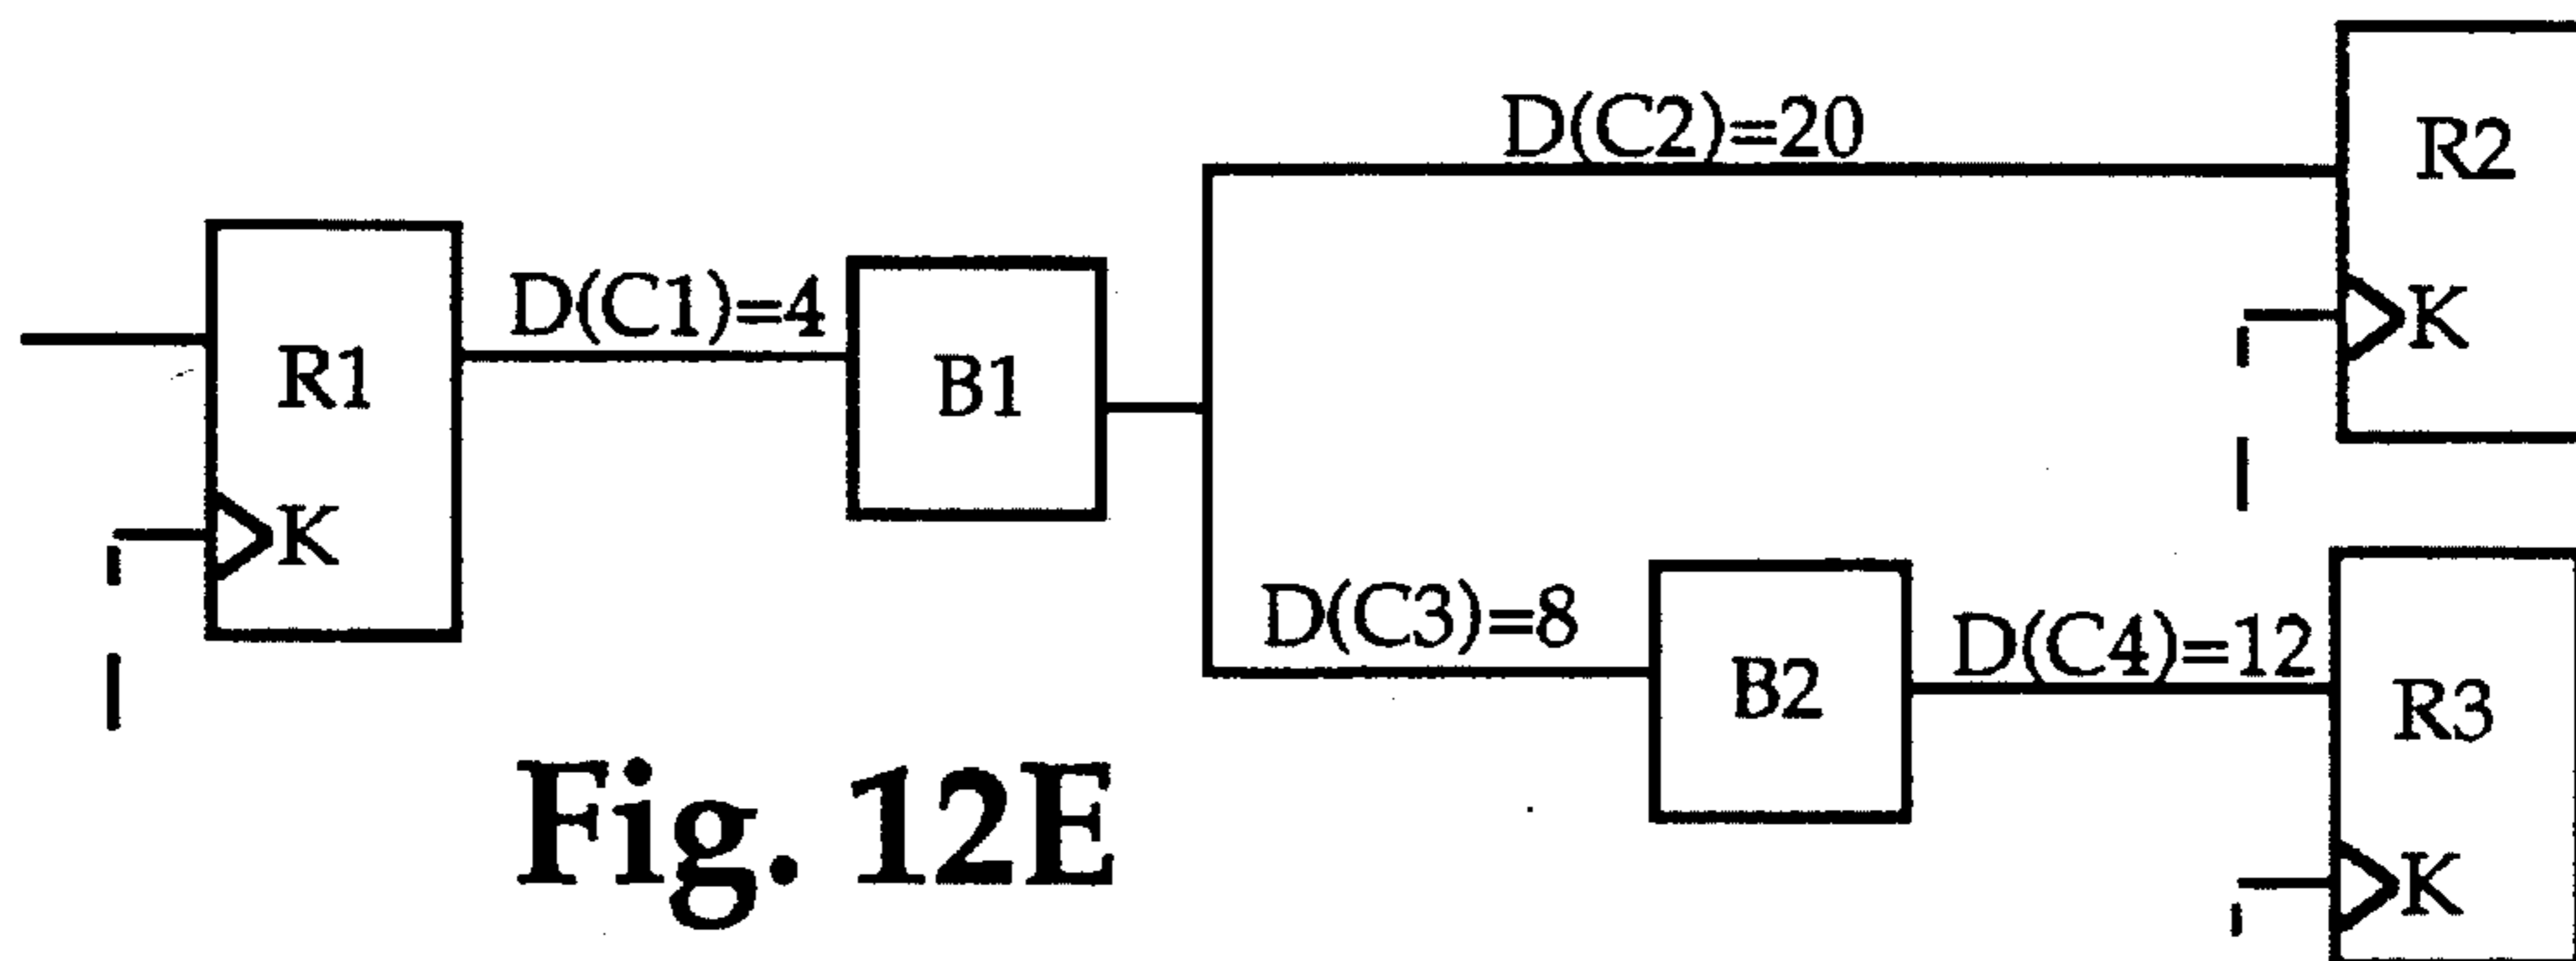 D(C2)=20
R2
K
R1
K
D(C1)=4
B1
D(C3)=8
B2
D(C4)=12
R3
K
Fig. 12E